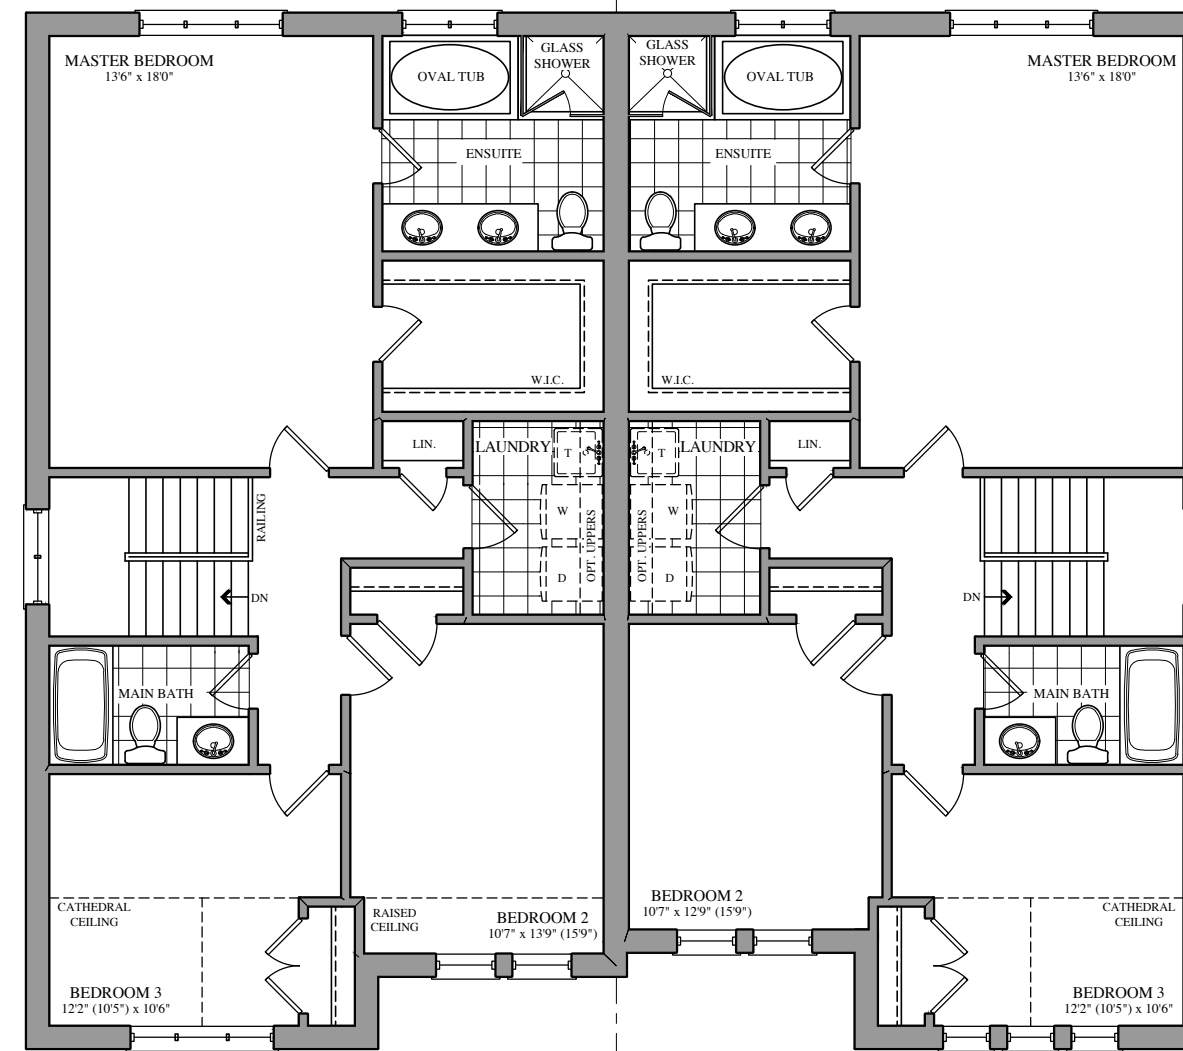 MASTER BEDROOM
13'6" x 18'0"
OVAL TUB
GLASS
SHOWER
GLASS
SHOWER
OVAL TUB
MASTER BEDROOM
13'6" x 18'0"
ENSUITE
ENSUITE
W.I.C.
W.I.C.
LIN.
LAUNDRY
T
T
LAUNDRY
LIN.
RAILING
W
D
OPT. UPPERS
OPT. UPPERS
W
D
DN
DN
MAIN BATH
MAIN BATH
CATHEDRAL
CEILING
RAISED
CEILING
BEDROOM 2
10'7" x 13'9" (15'9")
BEDROOM 2
10'7" x 12'9" (15'9")
CATHEDRAL
CEILING
BEDROOM 3
12'2" (10'5") x 10'6"
BEDROOM 3
12'2" (10'5") x 10'6"